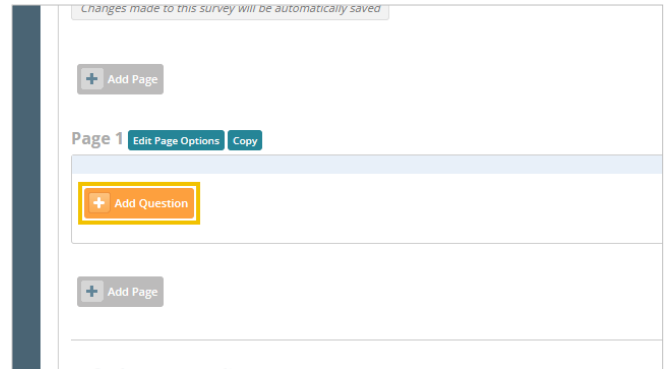 Changes made to this survey will be automatically saved
Add Page
Page 1 Edit Page Options Copy
Add Question
Add Page